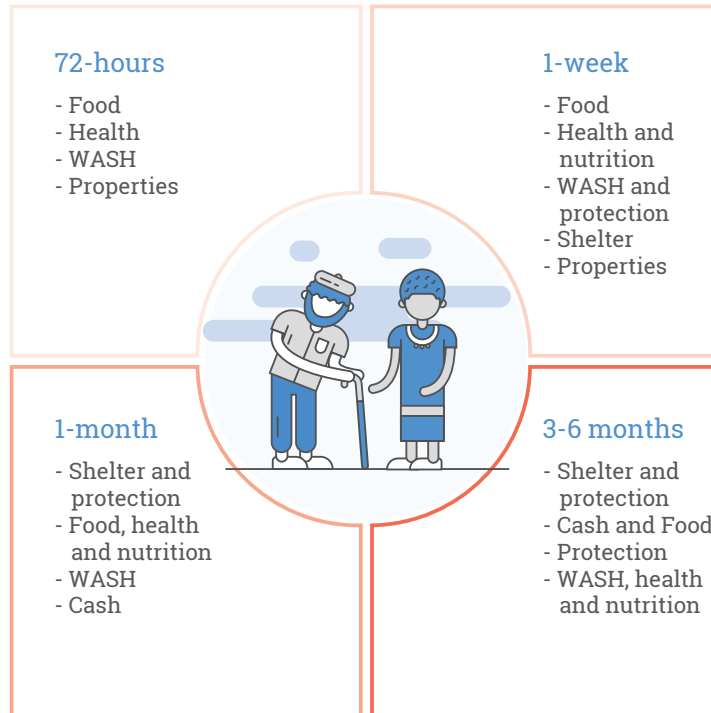 72-hours
- Food
- Health
- WASH
- Properties
1-week
- Food
- Health and
nutrition
- WASH and
protection
- Shelter
- Properties
1-month
- Shelter and
protection
- Food, health
and nutrition
- WASH
- Cash
3-6 months
- Shelter and
protection
- Cash and Food
- Protection
- WASH, health
and nutrition